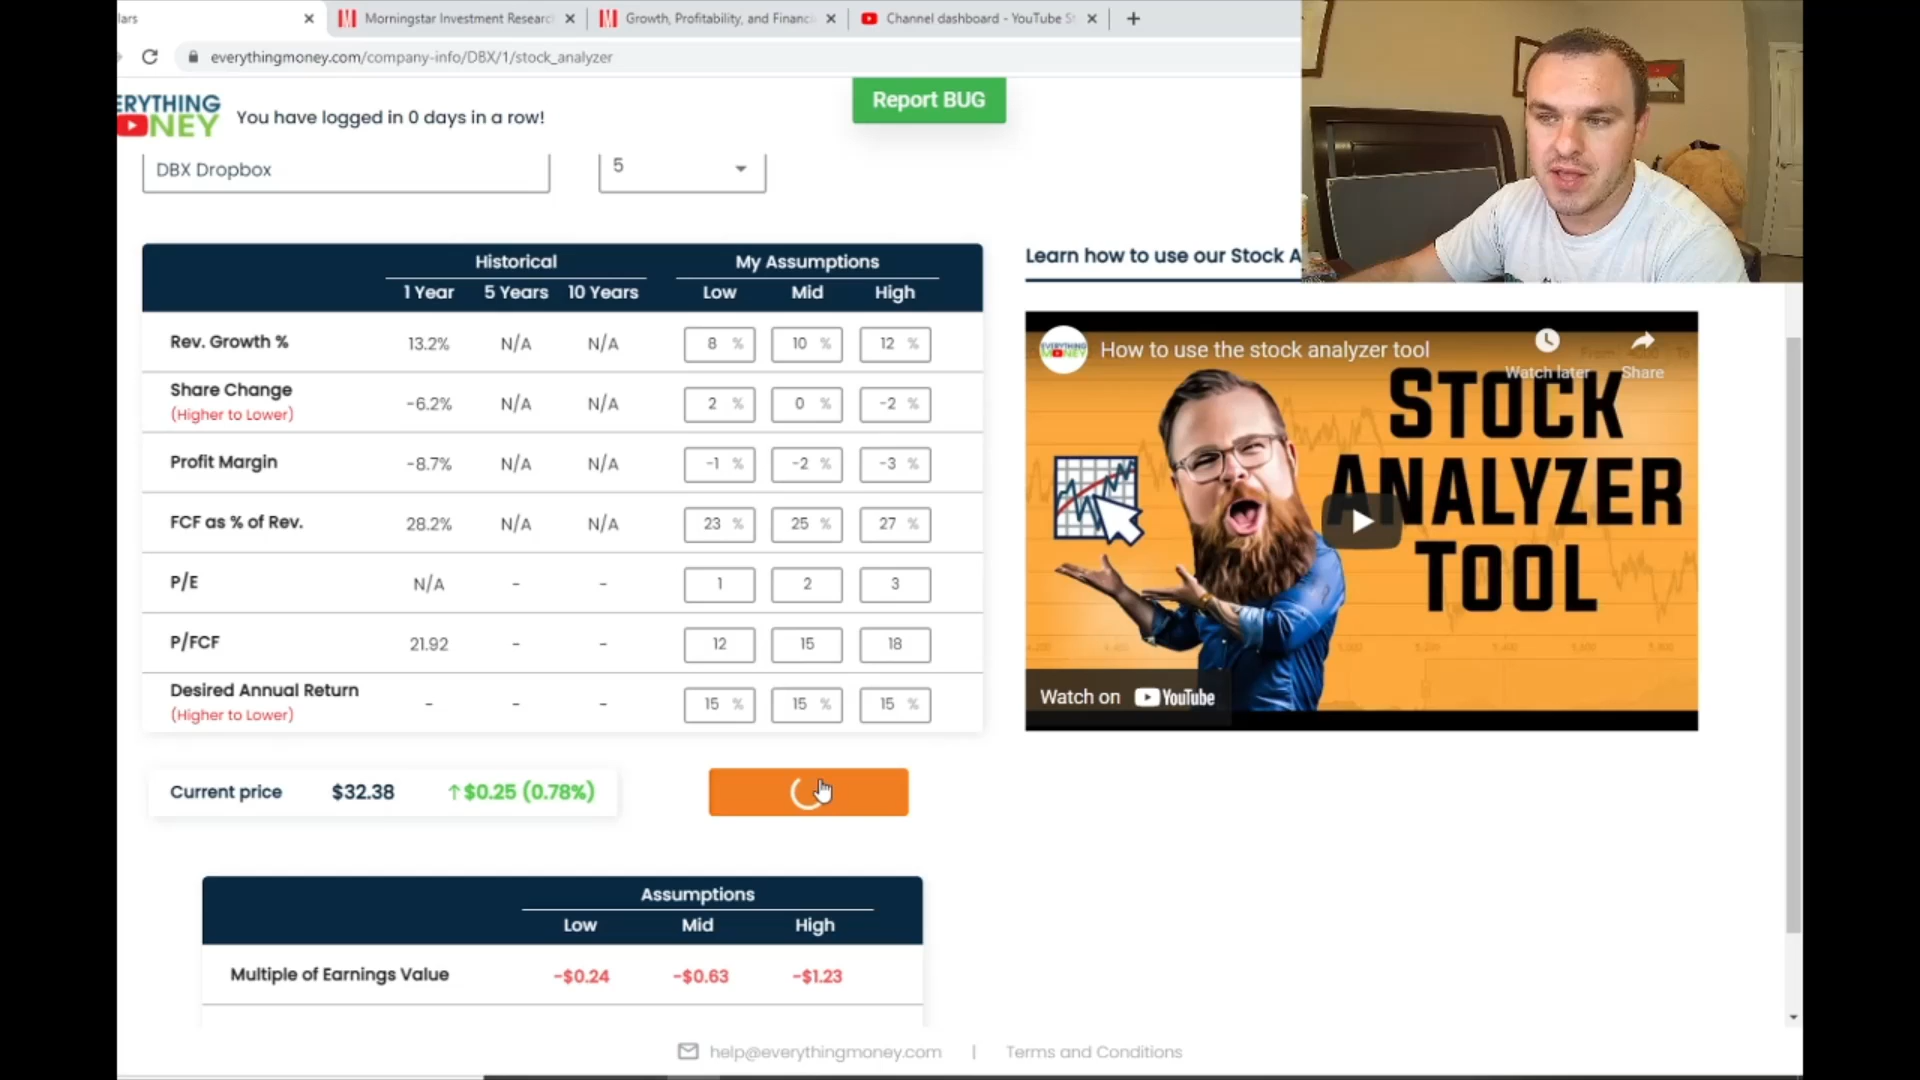 lars
Morningstar Investment Researc
Growth, Profitability, and Financi
Channel dashboard - YouTube S
everythingmoney.com/company-info/DBX/1/stock_analyzer
ERYTHING
NEY
You have logged in 0 days in a row!
Report BUG
DBX Dropbox
5
Historical
My Assumptions
1 Year 5 Years 10 Years Low Mid High
Rev. Growth % 13.2% N/A N/A 8 % 10 % 12 %
Share Change
(Higher to Lower)
-6.2% N/A N/A 2 % 0 % -2 %
Profit Margin -8.7% N/A N/A -1 % -2 % -3 %
FCF as % of Rev. 28.2% N/A N/A 23 % 25 % 27 %
P/E N/A - - 1 2 3
P/FCF 21.92 - - 12 15 18
Desired Annual Return
(Higher to Lower)
- - - 15 % 15 % 15 %
Current price $32.38 ↑$0.25 (0.78%)
Assumptions
Low Mid High
Multiple of Earnings Value -$0.24 -$0.63 -$1.23
Learn how to use our Stock A
EVERYTHING
MONEY
How to use the stock analyzer tool
Watch later
Share
STOCK
ANALYZER
TOOL
Watch on YouTube
help@everythingmoney.com | Terms and Conditions